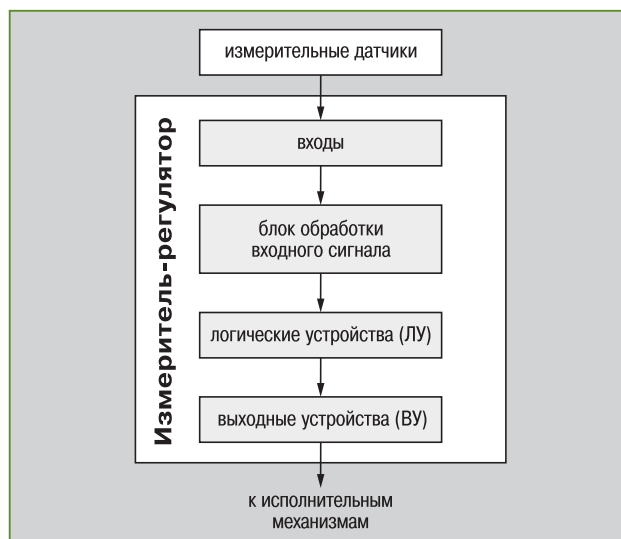 измерительные датчики
Измеритель-регулятор
входы
блок обработки
входного сигнала
логические устройства (ЛУ)
выходные устройства (ВУ)
к исполнительным
механизмам